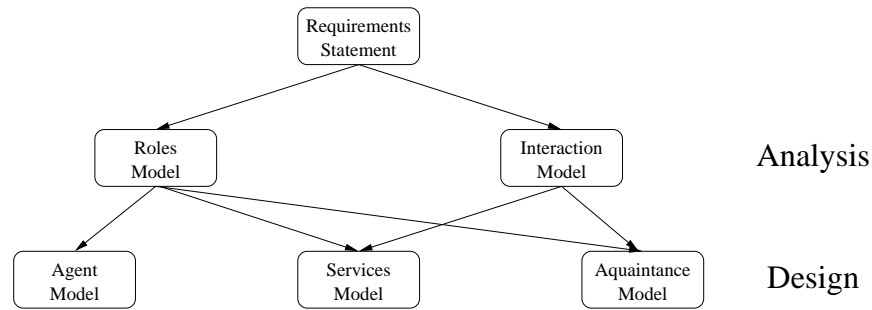 Requirements
Statement
Roles
Model
Interaction
Model
Analysis
Agent
Model
Services
Model
Aquaintance
Model
Design